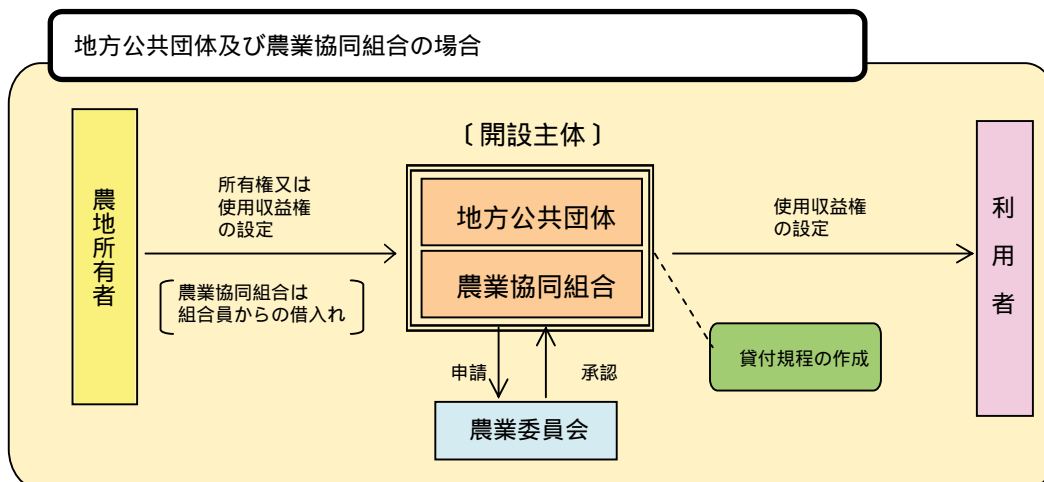 地方公共団体及び農業協同組合の場合
〔開設主体〕
農地所有者
所有権又は
使用収益権
の設定
農業協同組合は
組合員からの借入れ
地方公共団体
農業協同組合
使用収益権
の設定
利用者
貸付規程の作成
申請
承認
農業委員会